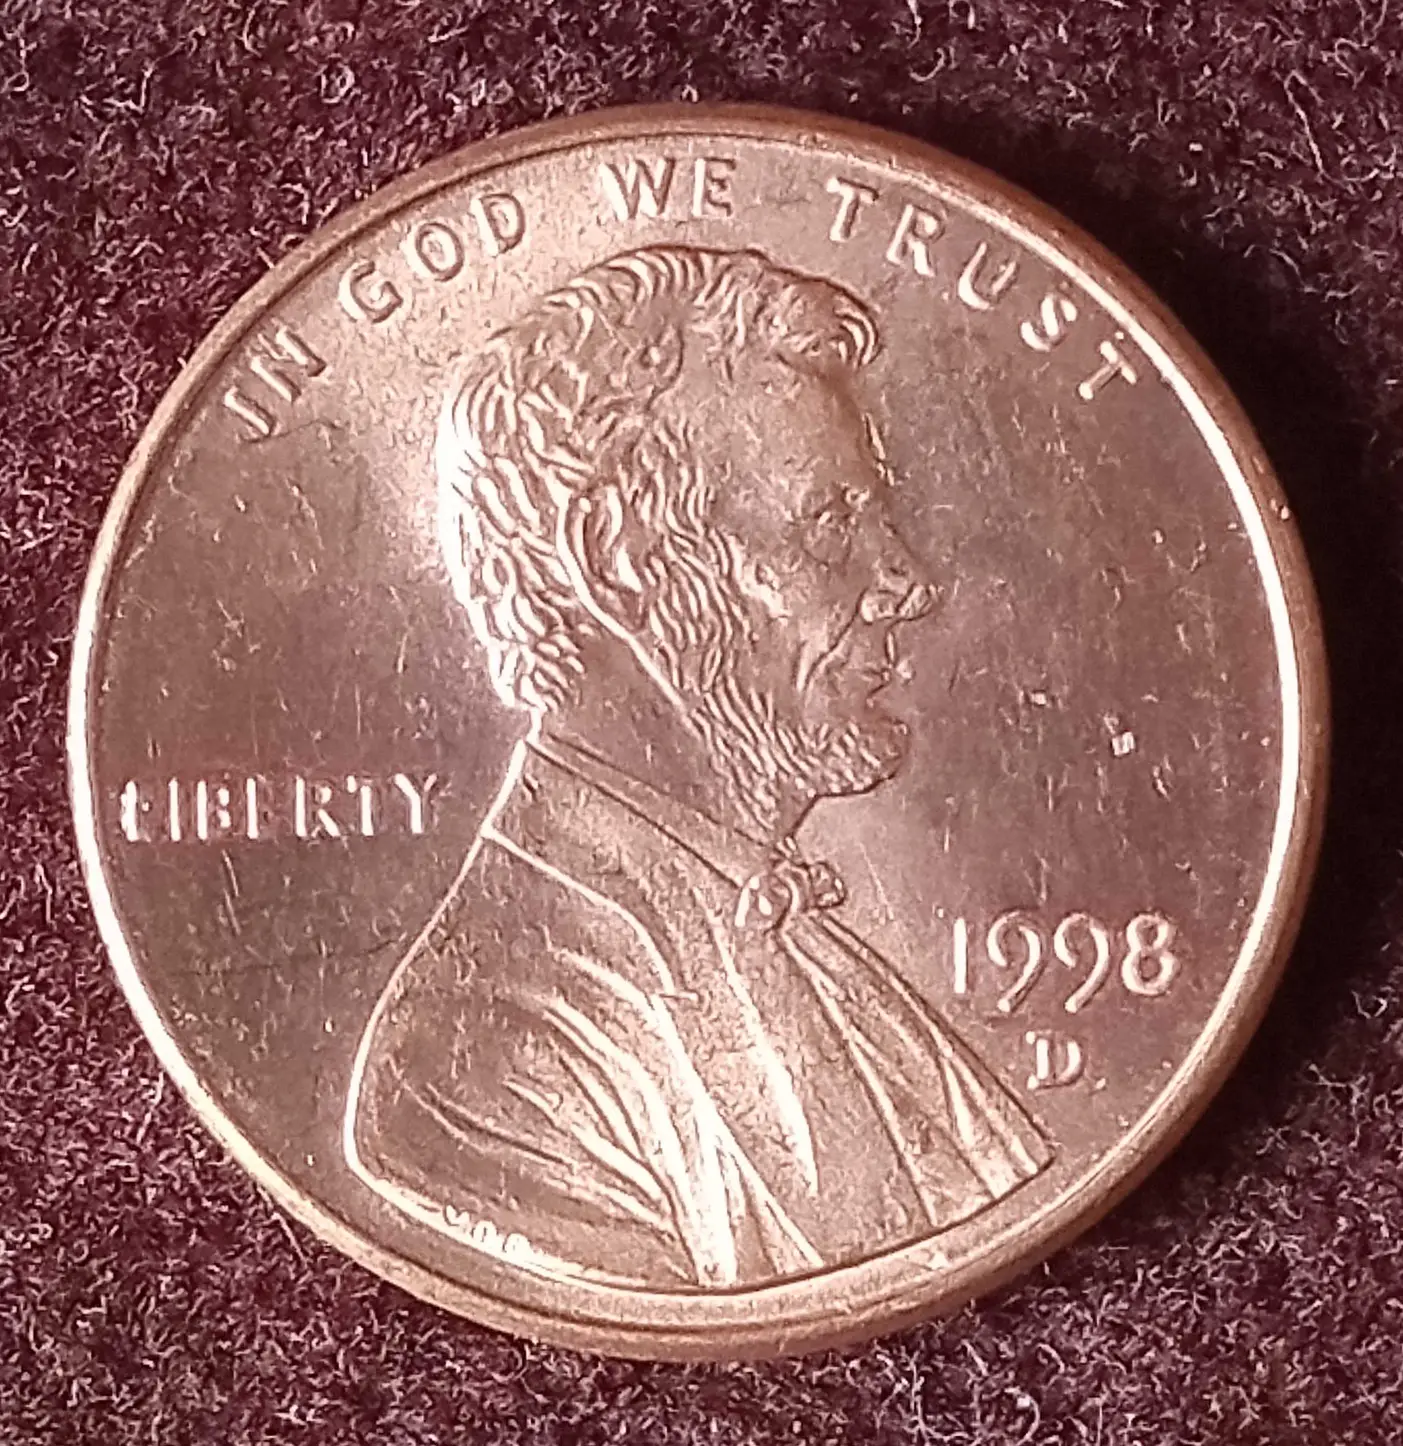 IN GOD WE TRUST
LIBERTY
1998
D